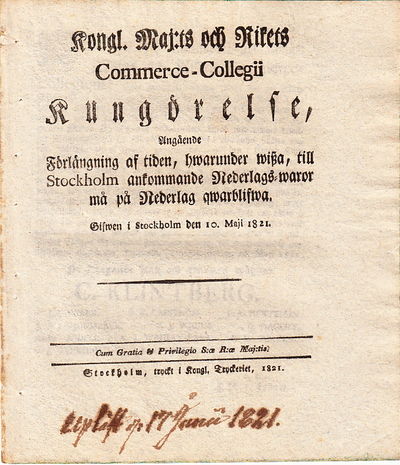 Kongl. Maj:ts och Rikets
Commerce-Collegii
Kungörelse,
Angående
Förlängning af tiden, hwarunder wißa, till
Stockholm ankommande Nederlags-waror
må på Nederlag qwarblifwa.
Gifwen i Stockholm den 10. Maji 1821.
C. KLINTBERG.
Cum Gratia & Privilegio S:æ R:æ Maj:tis.
Stockholm, tryckt i Kongl. Tryckeriet, 1821.
Upläst 17 Junii 1821.